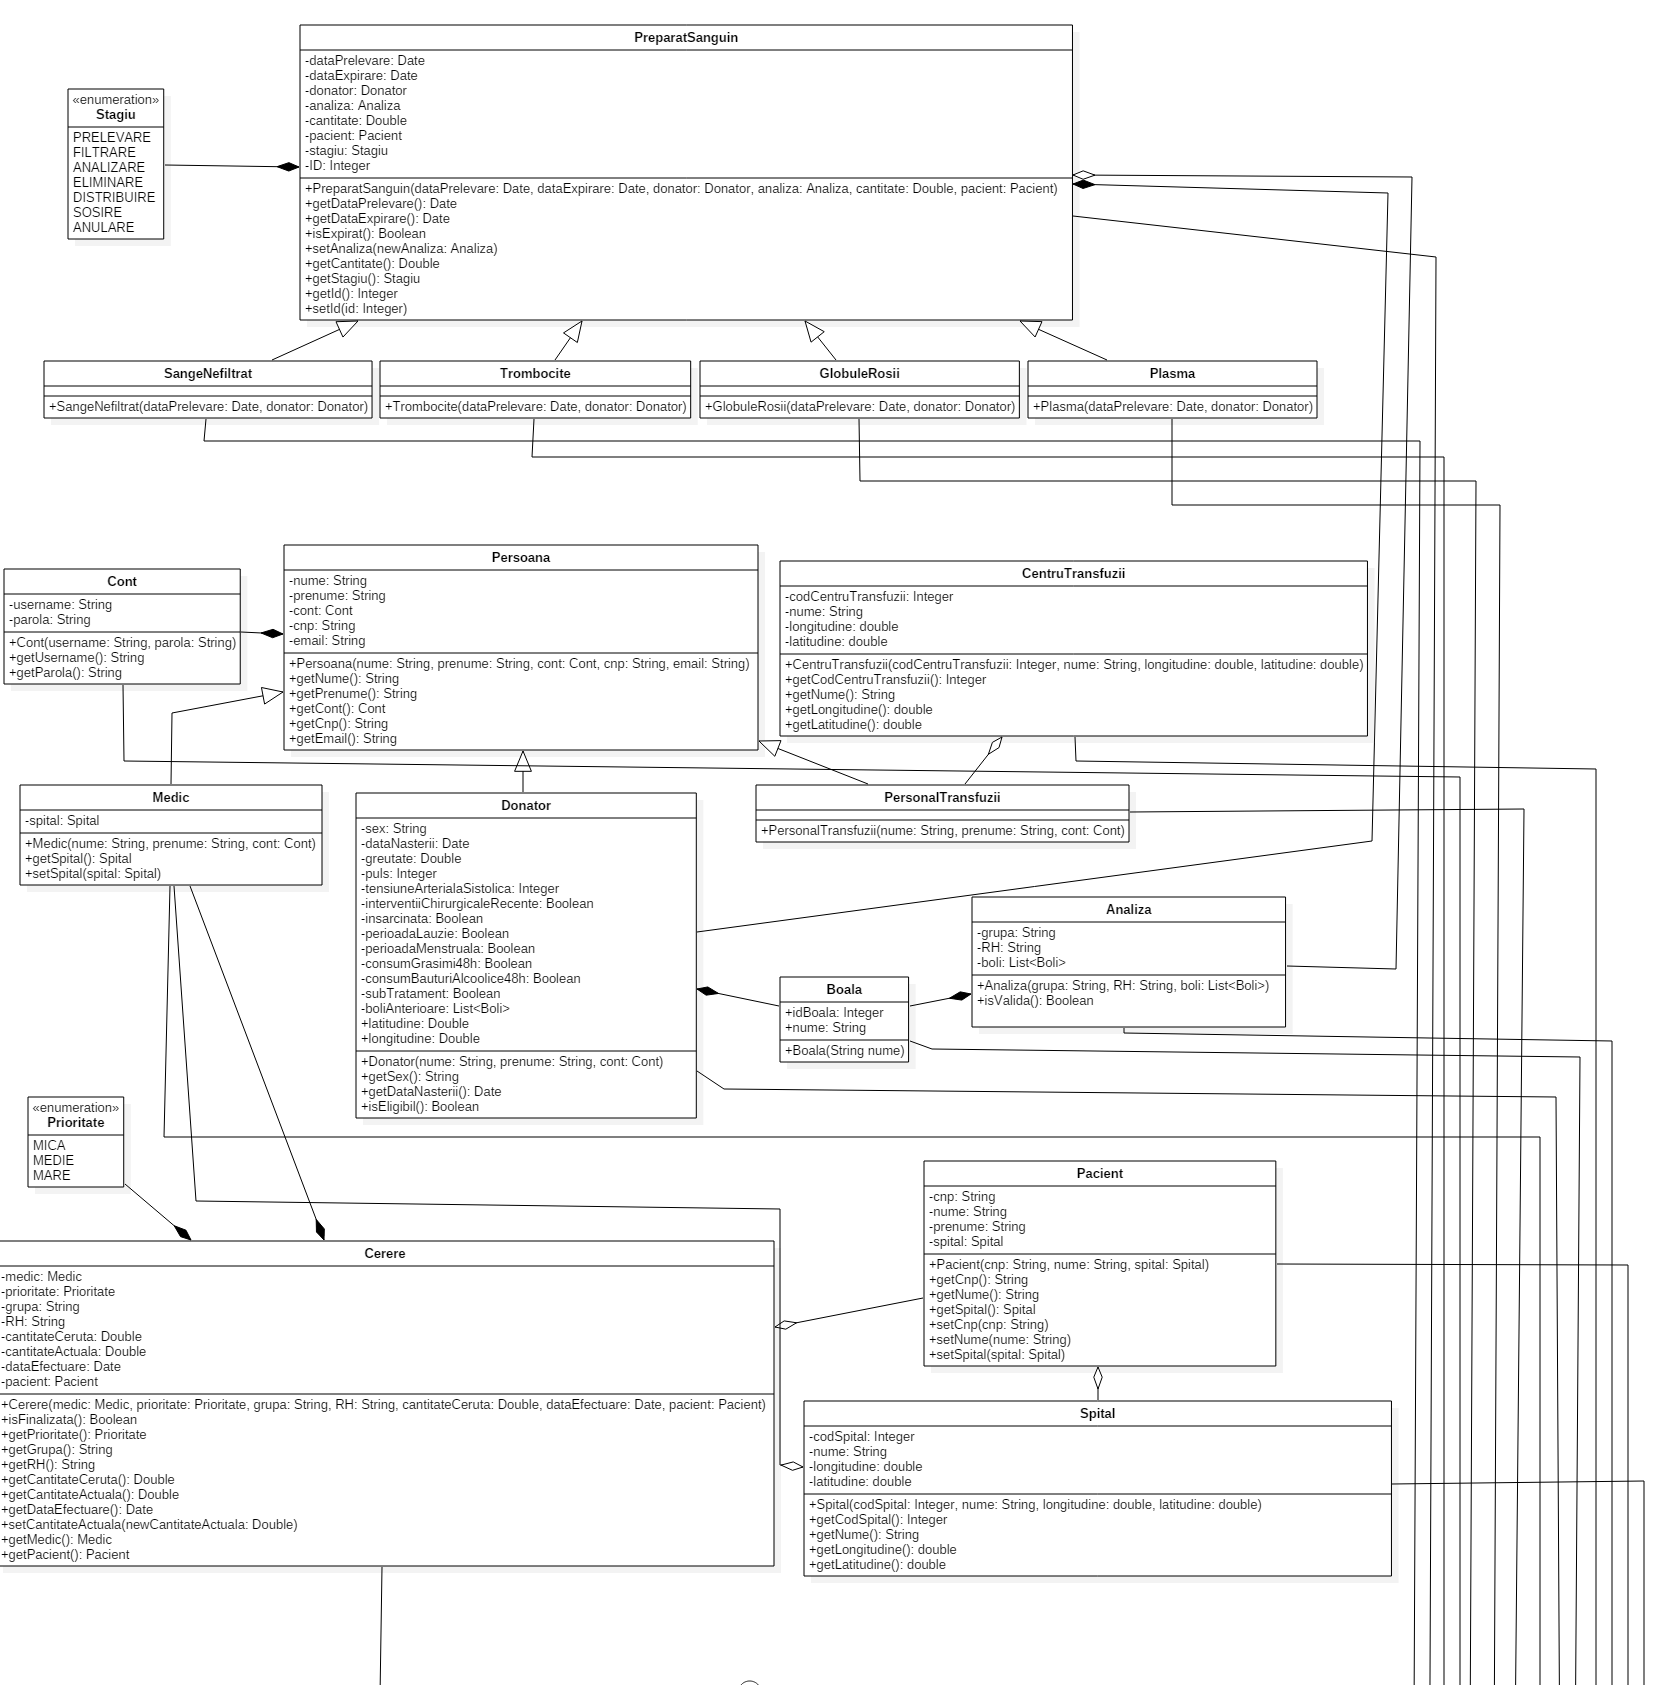 PreparatSanguin
-dataPrelevare: Date
-dataExpirare: Date
-donator: Donator
-analiza: Analiza
-cantitate: Double
-pacient: Pacient
-stagiu: Stagiu
-ID: Integer
+PreparatSanguin(dataPrelevare: Date, dataExpirare: Date, donator: Donator, analiza: Analiza, cantitate: Double, pacient: Pacient)
+getDataPrelevare(): Date
+getDataExpirare(): Date
+isExpirat(): Boolean
+setAnaliza(newAnaliza: Analiza)
+getCantitate(): Double
+getStagiu(): Stagiu
+getId(): Integer
+setId(id: Integer)
«enumeration»
Stagiu
PRELEVARE
FILTRARE
ANALIZARE
ELIMINARE
DISTRIBUIRE
SOSIRE
ANULARE
SangeNefiltrat
+SangeNefiltrat(dataPrelevare: Date, donator: Donator)
Trombocite
+Trombocite(dataPrelevare: Date, donator: Donator)
GlobuleRosii
+GlobuleRosii(dataPrelevare: Date, donator: Donator)
Plasma
+Plasma(dataPrelevare: Date, donator: Donator)
Cont
-username: String
-parola: String
+Cont(username: String, parola: String)
+getUsername(): String
+getParola(): String
Persoana
-nume: String
-prenume: String
-cont: Cont
-cnp: String
-email: String
+Persoana(nume: String, prenume: String, cont: Cont, cnp: String, email: String)
+getNume(): String
+getPrenume(): String
+getCont(): Cont
+getCnp(): String
+getEmail(): String
CentruTransfuzii
-codCentruTransfuzii: Integer
-nume: String
-longitudine: double
-latitudine: double
+CentruTransfuzii(codCentruTransfuzii: Integer, nume: String, longitudine: double, latitudine: double)
+getCodCentruTransfuzii(): Integer
+getNume(): String
+getLongitudine(): double
+getLatitudine(): double
Medic
-spital: Spital
+Medic(nume: String, prenume: String, cont: Cont)
+getSpital(): Spital
+setSpital(spital: Spital)
Donator
-sex: String
-dataNasterii: Date
-greutate: Double
-puls: Integer
-tensiuneArterialaSistolica: Integer
-interventiiChirurgicaleRecente: Boolean
-insarcinata: Boolean
-perioadaLauzie: Boolean
-perioadaMenstruala: Boolean
-consumGrasimi48h: Boolean
-consumBauturiAlcoolice48h: Boolean
-subTratament: Boolean
-boliAnterioare: List<Boli>
+latitudine: Double
+longitudine: Double
+Donator(nume: String, prenume: String, cont: Cont)
+getSex(): String
+getDataNasterii(): Date
+isEligibil(): Boolean
PersonalTransfuzii
+PersonalTransfuzii(nume: String, prenume: String, cont: Cont)
Analiza
-grupa: String
-RH: String
-boli: List<Boli>
+Analiza(grupa: String, RH: String, boli: List<Boli>)
+isValida(): Boolean
Boala
+idBoala: Integer
+nume: String
+Boala(String nume)
«enumeration»
Prioritate
MICA
MEDIE
MARE
Pacient
-cnp: String
-nume: String
-prenume: String
-spital: Spital
+Pacient(cnp: String, nume: String, spital: Spital)
+getCnp(): String
+getNume(): String
+getSpital(): Spital
+setCnp(cnp: String)
+setNume(nume: String)
+setSpital(spital: Spital)
Cerere
-medic: Medic
-prioritate: Prioritate
-grupa: String
-RH: String
-cantitateCeruta: Double
-cantitateActuala: Double
-dataEfectuare: Date
-pacient: Pacient
+Cerere(medic: Medic, prioritate: Prioritate, grupa: String, RH: String, cantitateCeruta: Double, dataEfectuare: Date, pacient: Pacient)
+isFinalizata(): Boolean
+getPrioritate(): Prioritate
+getGrupa(): String
+getRH(): String
+getCantitateCeruta(): Double
+getCantitateActuala(): Double
+getDataEfectuare(): Date
+setCantitateActuala(newCantitateActuala: Double)
+getMedic(): Medic
+getPacient(): Pacient
Spital
-codSpital: Integer
-nume: String
-longitudine: double
-latitudine: double
+Spital(codSpital: Integer, nume: String, longitudine: double, latitudine: double)
+getCodSpital(): Integer
+getNume(): String
+getLongitudine(): double
+getLatitudine(): double